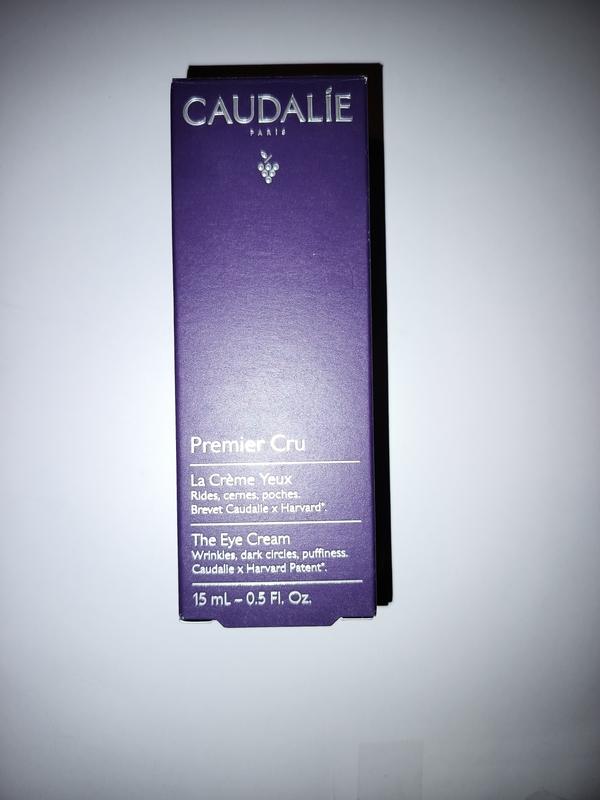 CAUDALÍE
PARIS
Premier Cru
La Crème Yeux
Rides, cernes, poches.
Brevet Caudalie x Harvard*.
The Eye Cream
Wrinkles, dark circles, puffiness.
Caudalie x Harvard Patent*.
15 mL – 0.5 Fl. Oz.